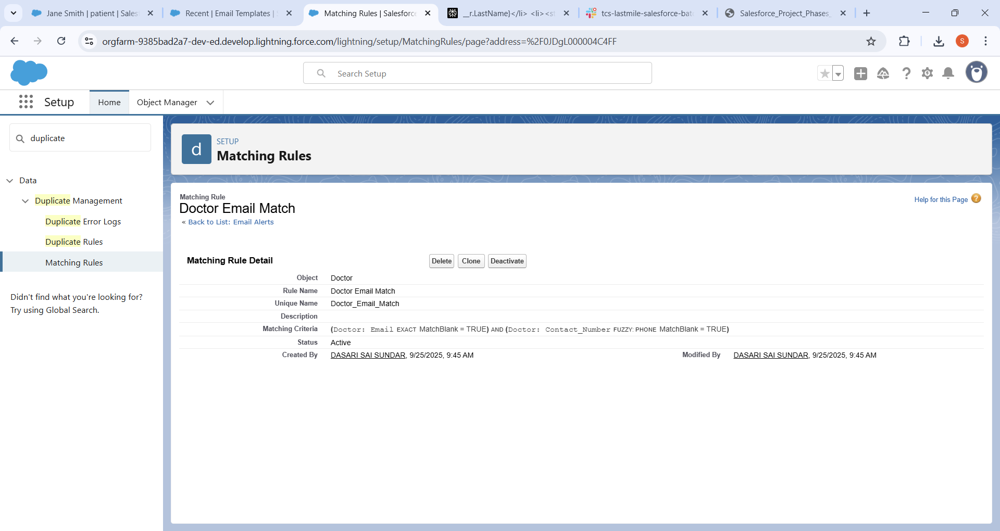 Jane Smith | patient | Sales
Recent | Email Templates |
Matching Rules | Salesforce
__r.LastName}</li> <li><st
tcs-lastmile-salesforce-bat
Salesforce_Project_Phases_
orgfarm-9385bad2a7-dev-ed.develop.lightning.force.com/lightning/setup/MatchingRules/page?address=%2F0JDgL000004C4FF
S
Search Setup
Setup
Home
Object Manager
duplicate
Data
Duplicate Management
Duplicate Error Logs
Duplicate Rules
Matching Rules
Didn't find what you're looking for?
Try using Global Search.
d
SETUP
Matching Rules
Matching Rule
Doctor Email Match
« Back to List: Email Alerts
Help for this Page ?
Matching Rule Detail
Delete Clone Deactivate
Object Doctor
Rule Name Doctor Email Match
Unique Name Doctor_Email_Match
Description
Matching Criteria (Doctor: Email EXACT MatchBlank = TRUE) AND (Doctor: Contact_Number FUZZY: PHONE MatchBlank = TRUE)
Status Active
Created By DASARI SAI SUNDAR, 9/25/2025, 9:45 AM Modified By DASARI SAI SUNDAR, 9/25/2025, 9:45 AM